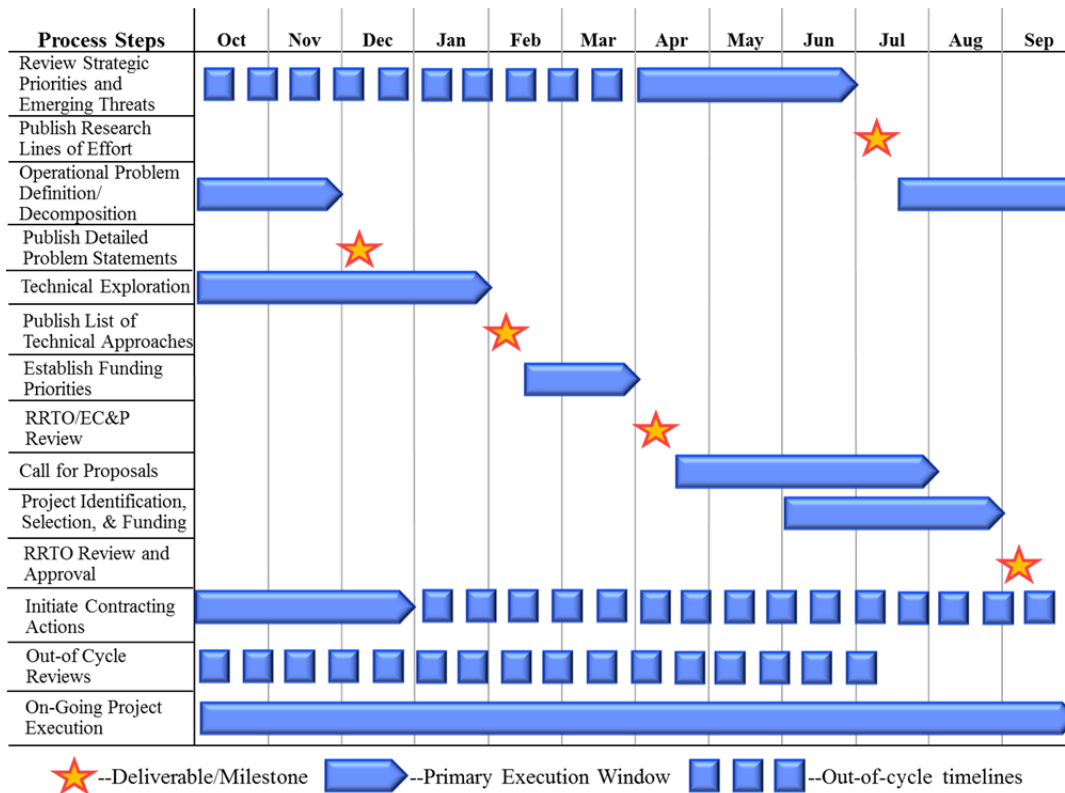 Process Steps Oct Nov Dec Jan Feb Mar Apr May Jun Jul Aug Sep
Review Strategic
Priorities and
Emerging Threats
Publish Research
Lines of Effort
Operational Problem
Definition/
Decomposition
Publish Detailed
Problem Statements
Technical Exploration
Publish List of
Technical Approaches
Establish Funding
Priorities
RRTO/EC&P
Review
Call for Proposals
Project Identification,
Selection, & Funding
RRTO Review and
Approval
Initiate Contracting
Actions
Out-of Cycle
Reviews
On-Going Project
Execution
--Deliverable/Milestone --Primary Execution Window --Out-of-cycle timelines